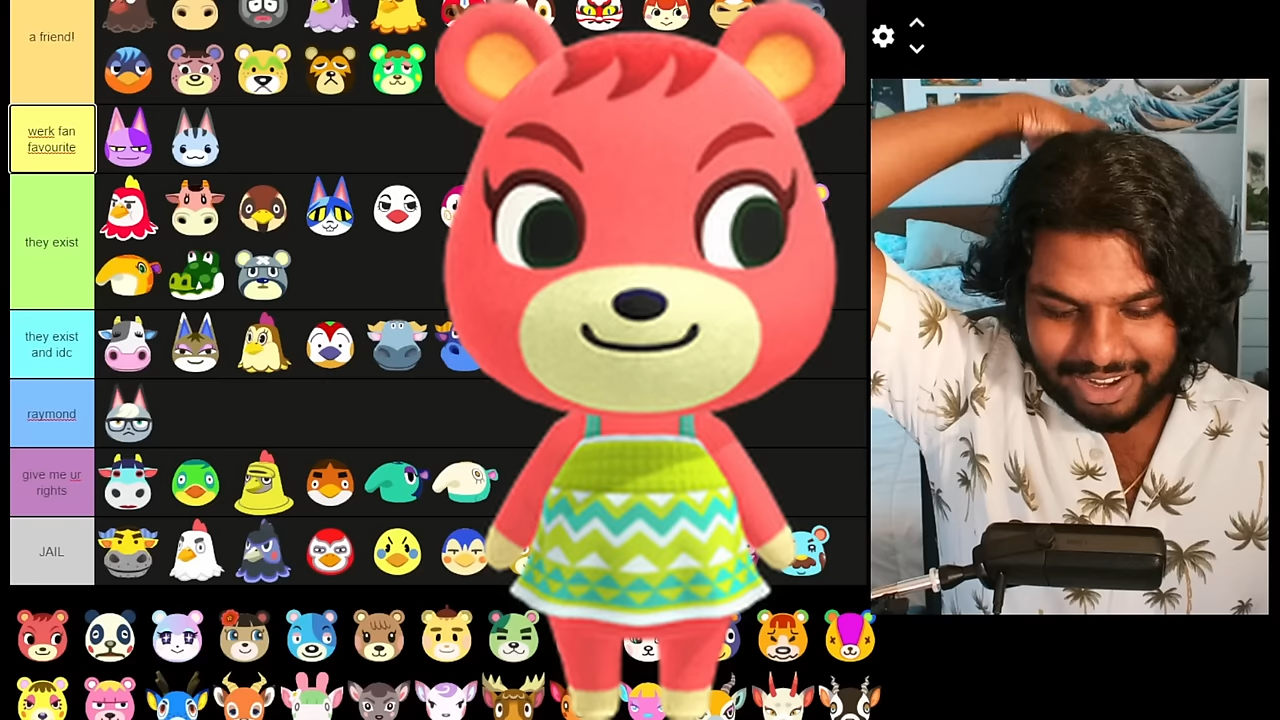 a friend!
werk fan
favourite
they exist
they exist
and idc
raymond
give me ur
rights
JAIL